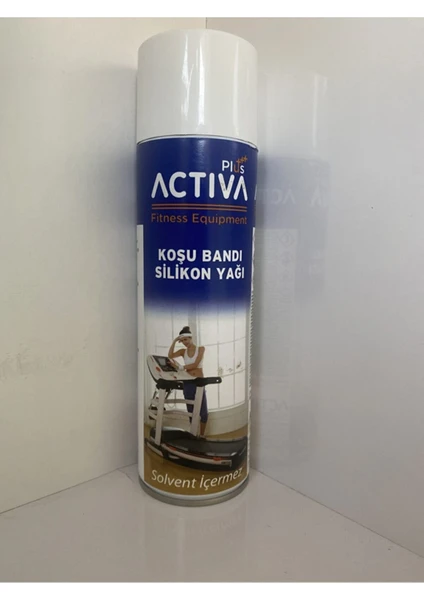 Plus
ACTIVA
Fitness Equipment
KOŞU BANDI
SİLİKON YAĞI
Solvent İçermez